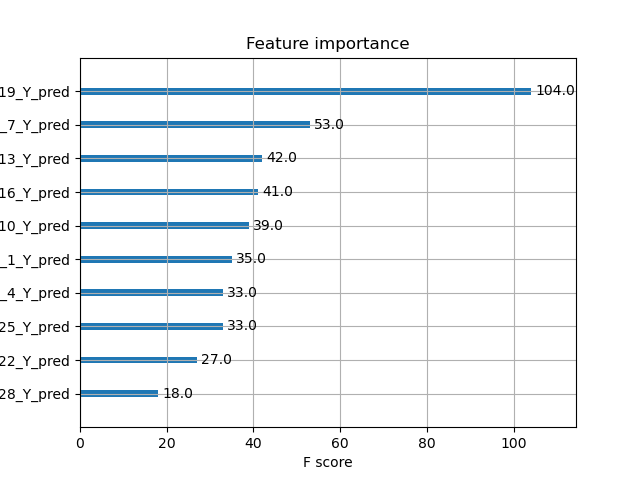 Feature importance
19_Y_pred 104.0
_7_Y_pred 53.0
13_Y_pred 42.0
16_Y_pred 41.0
10_Y_pred 39.0
_1_Y_pred 35.0
_4_Y_pred 33.0
25_Y_pred 33.0
22_Y_pred 27.0
28_Y_pred 18.0
0 20 40 60 80 100
F score